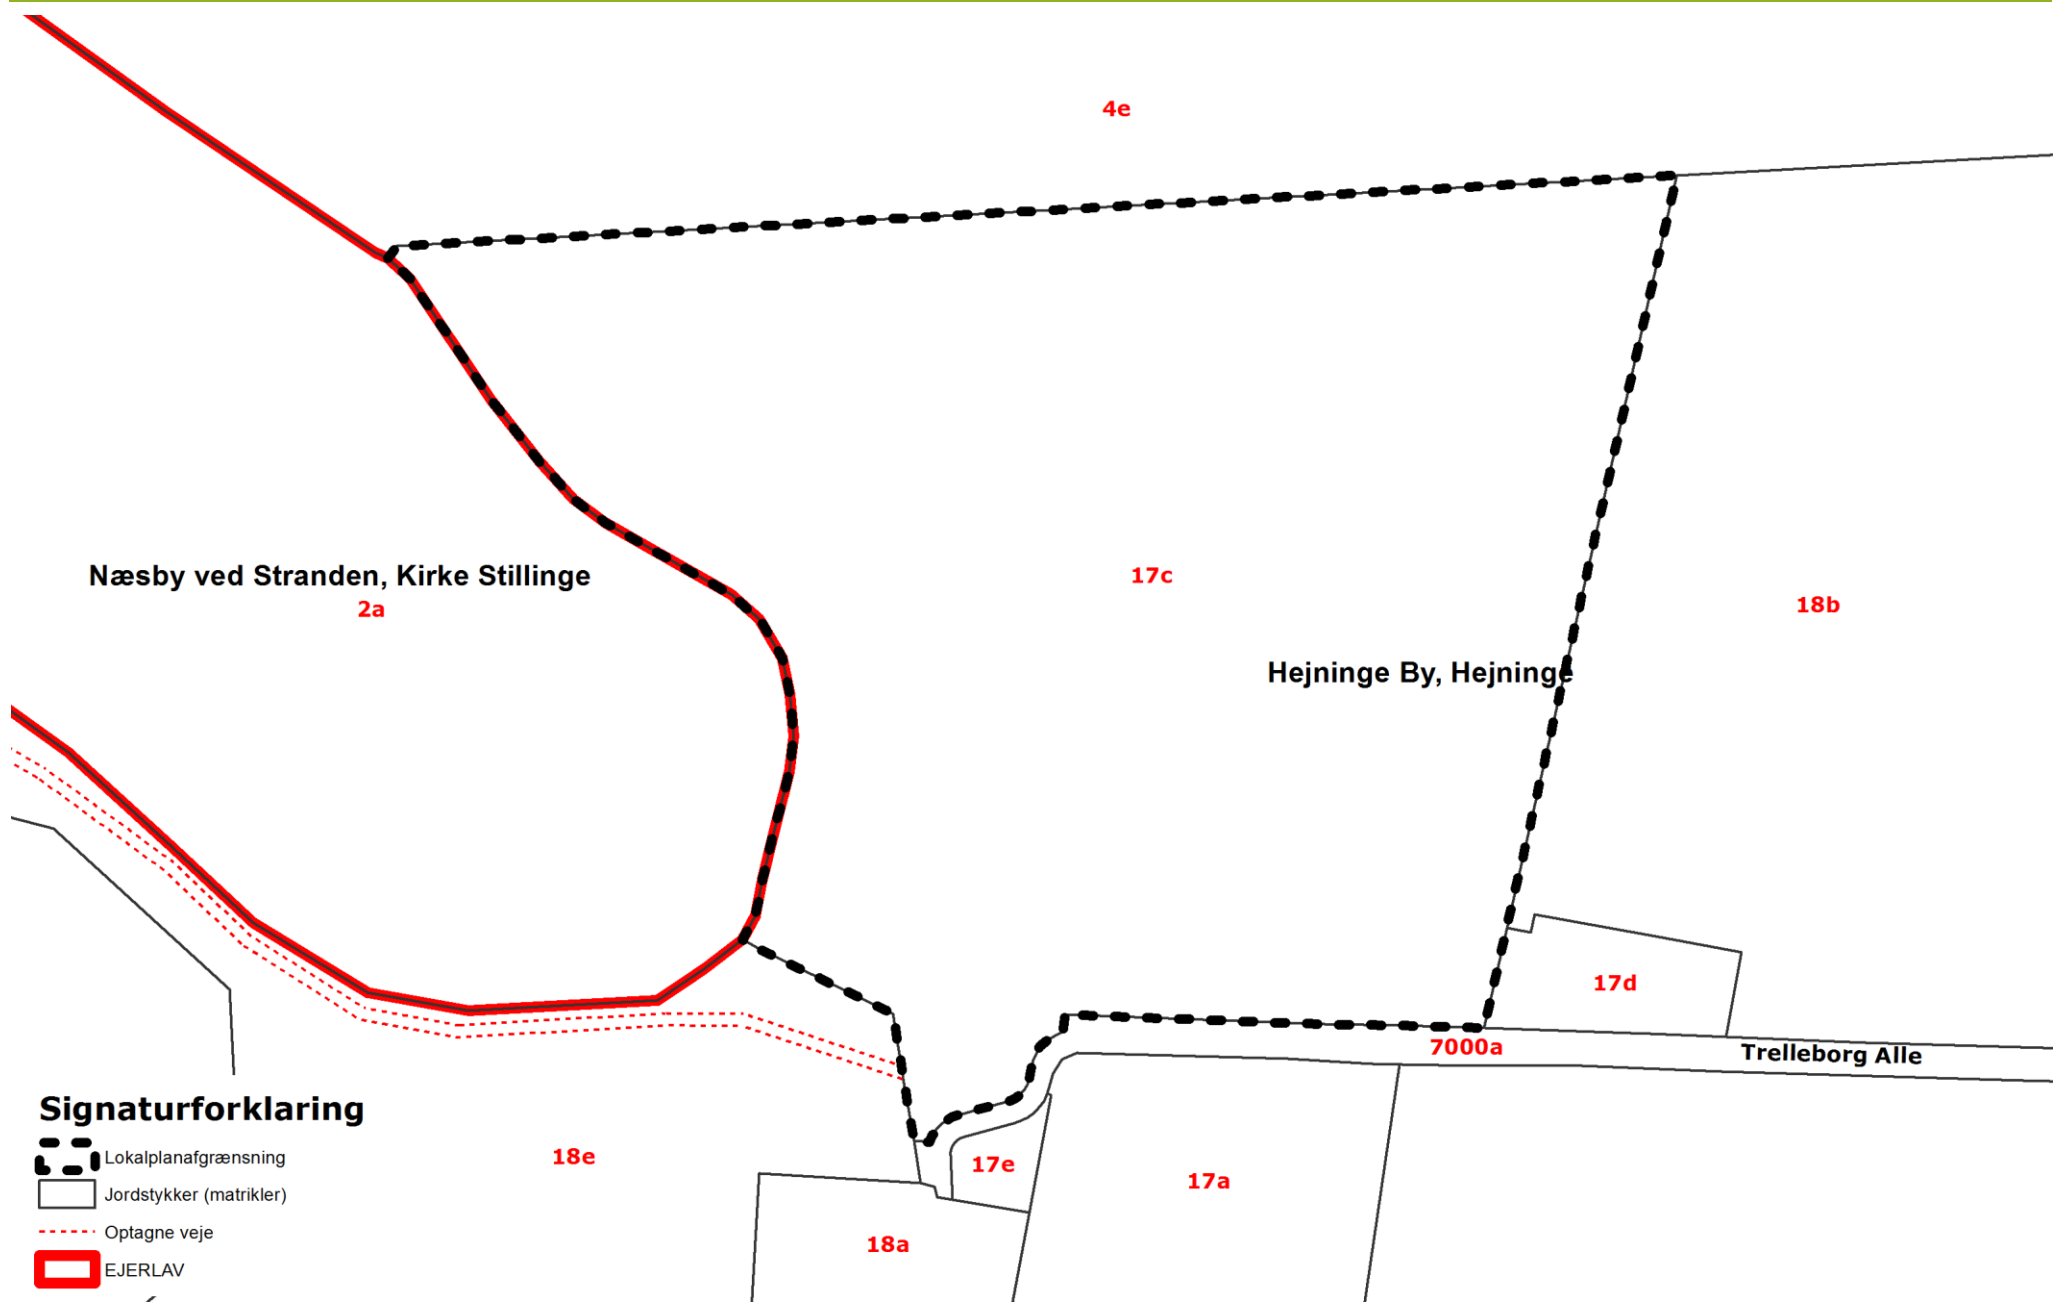 4e
Næsby ved Stranden, Kirke Stillinge
2a
17c
18b
Hejninge By, Hejninge
17d
7000a
Trelleborg Alle
18e
17e
17a
18a
Signaturforklaring
Lokalplanafgrænsning
Jordstykker (matrikler)
Optagne veje
EJERLAV